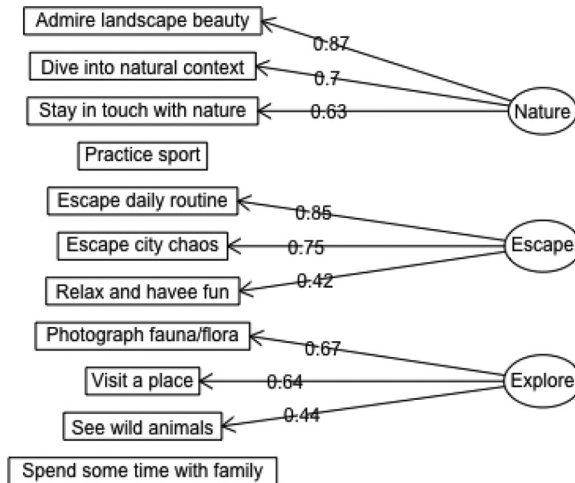 Admire landscape beauty
0.87
Dive into natural context
0.7
Stay in touch with nature
0.63
Nature
Practice sport
Escape daily routine
0.85
Escape city chaos
0.75
Escape
Relax and havee fun
0.42
Photograph fauna/flora
0.67
Visit a place
0.64
Explore
See wild animals
0.44
Spend some time with family